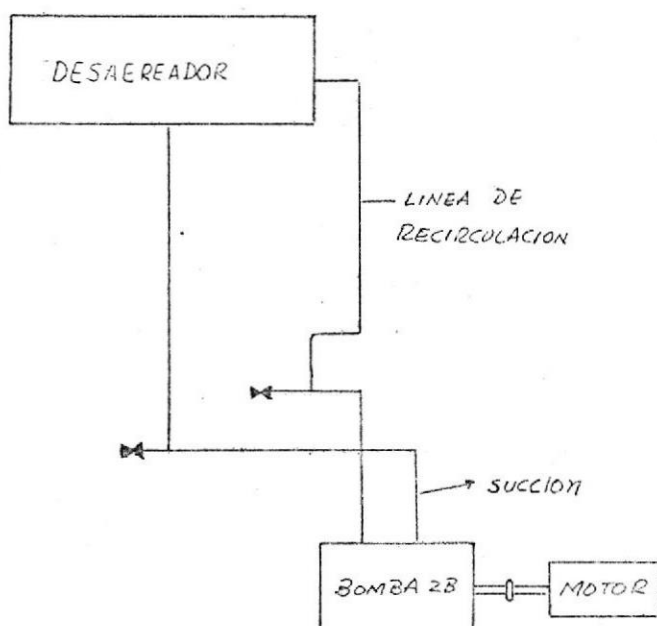 DESAEREADOR
LINEA DE
RECIRCULACION
SUCCION
BOMBA 2B
MOTOR